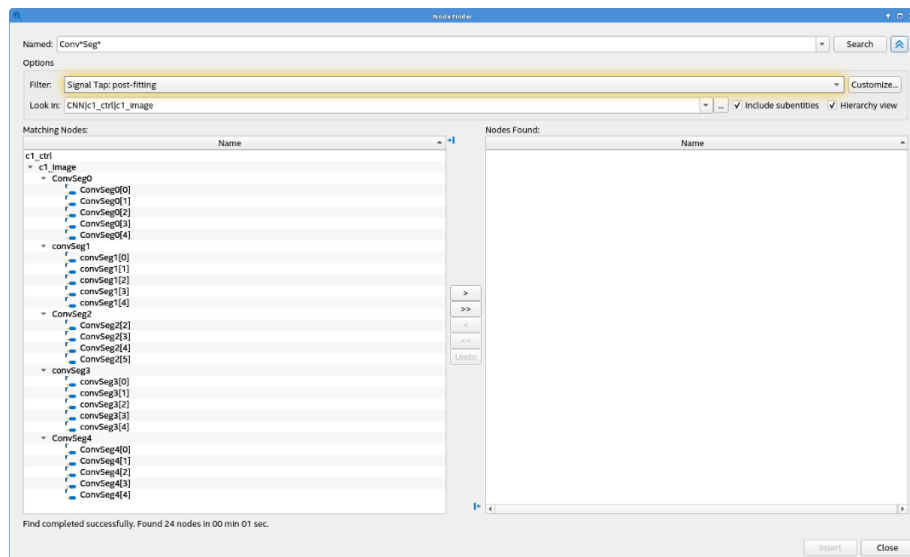 Node Finder
Named: Conv*Seg* Search
Options
Filter: Signal Tap: post-fitting Customize...
Look in: CNN|c1_ctrl|c1_image ... Include subentities Hierarchy view
Matching Nodes: Nodes Found:
Name Name
c1_ctrl
c1_image
ConvSeg0
ConvSeg0[0]
ConvSeg0[1]
ConvSeg0[2]
ConvSeg0[3]
ConvSeg0[4]
convSeg1
convSeg1[0]
convSeg1[1]
convSeg1[2]
convSeg1[3]
convSeg1[4]
ConvSeg2
ConvSeg2[2]
ConvSeg2[3]
ConvSeg2[4]
ConvSeg2[5]
convSeg3
convSeg3[0]
convSeg3[1]
convSeg3[2]
convSeg3[3]
convSeg3[4]
ConvSeg4
ConvSeg4[0]
ConvSeg4[1]
ConvSeg4[2]
ConvSeg4[3]
ConvSeg4[4]
>
>>
<
<<
Undo
Find completed successfully. Found 24 nodes in 00 min 01 sec.
Insert Close